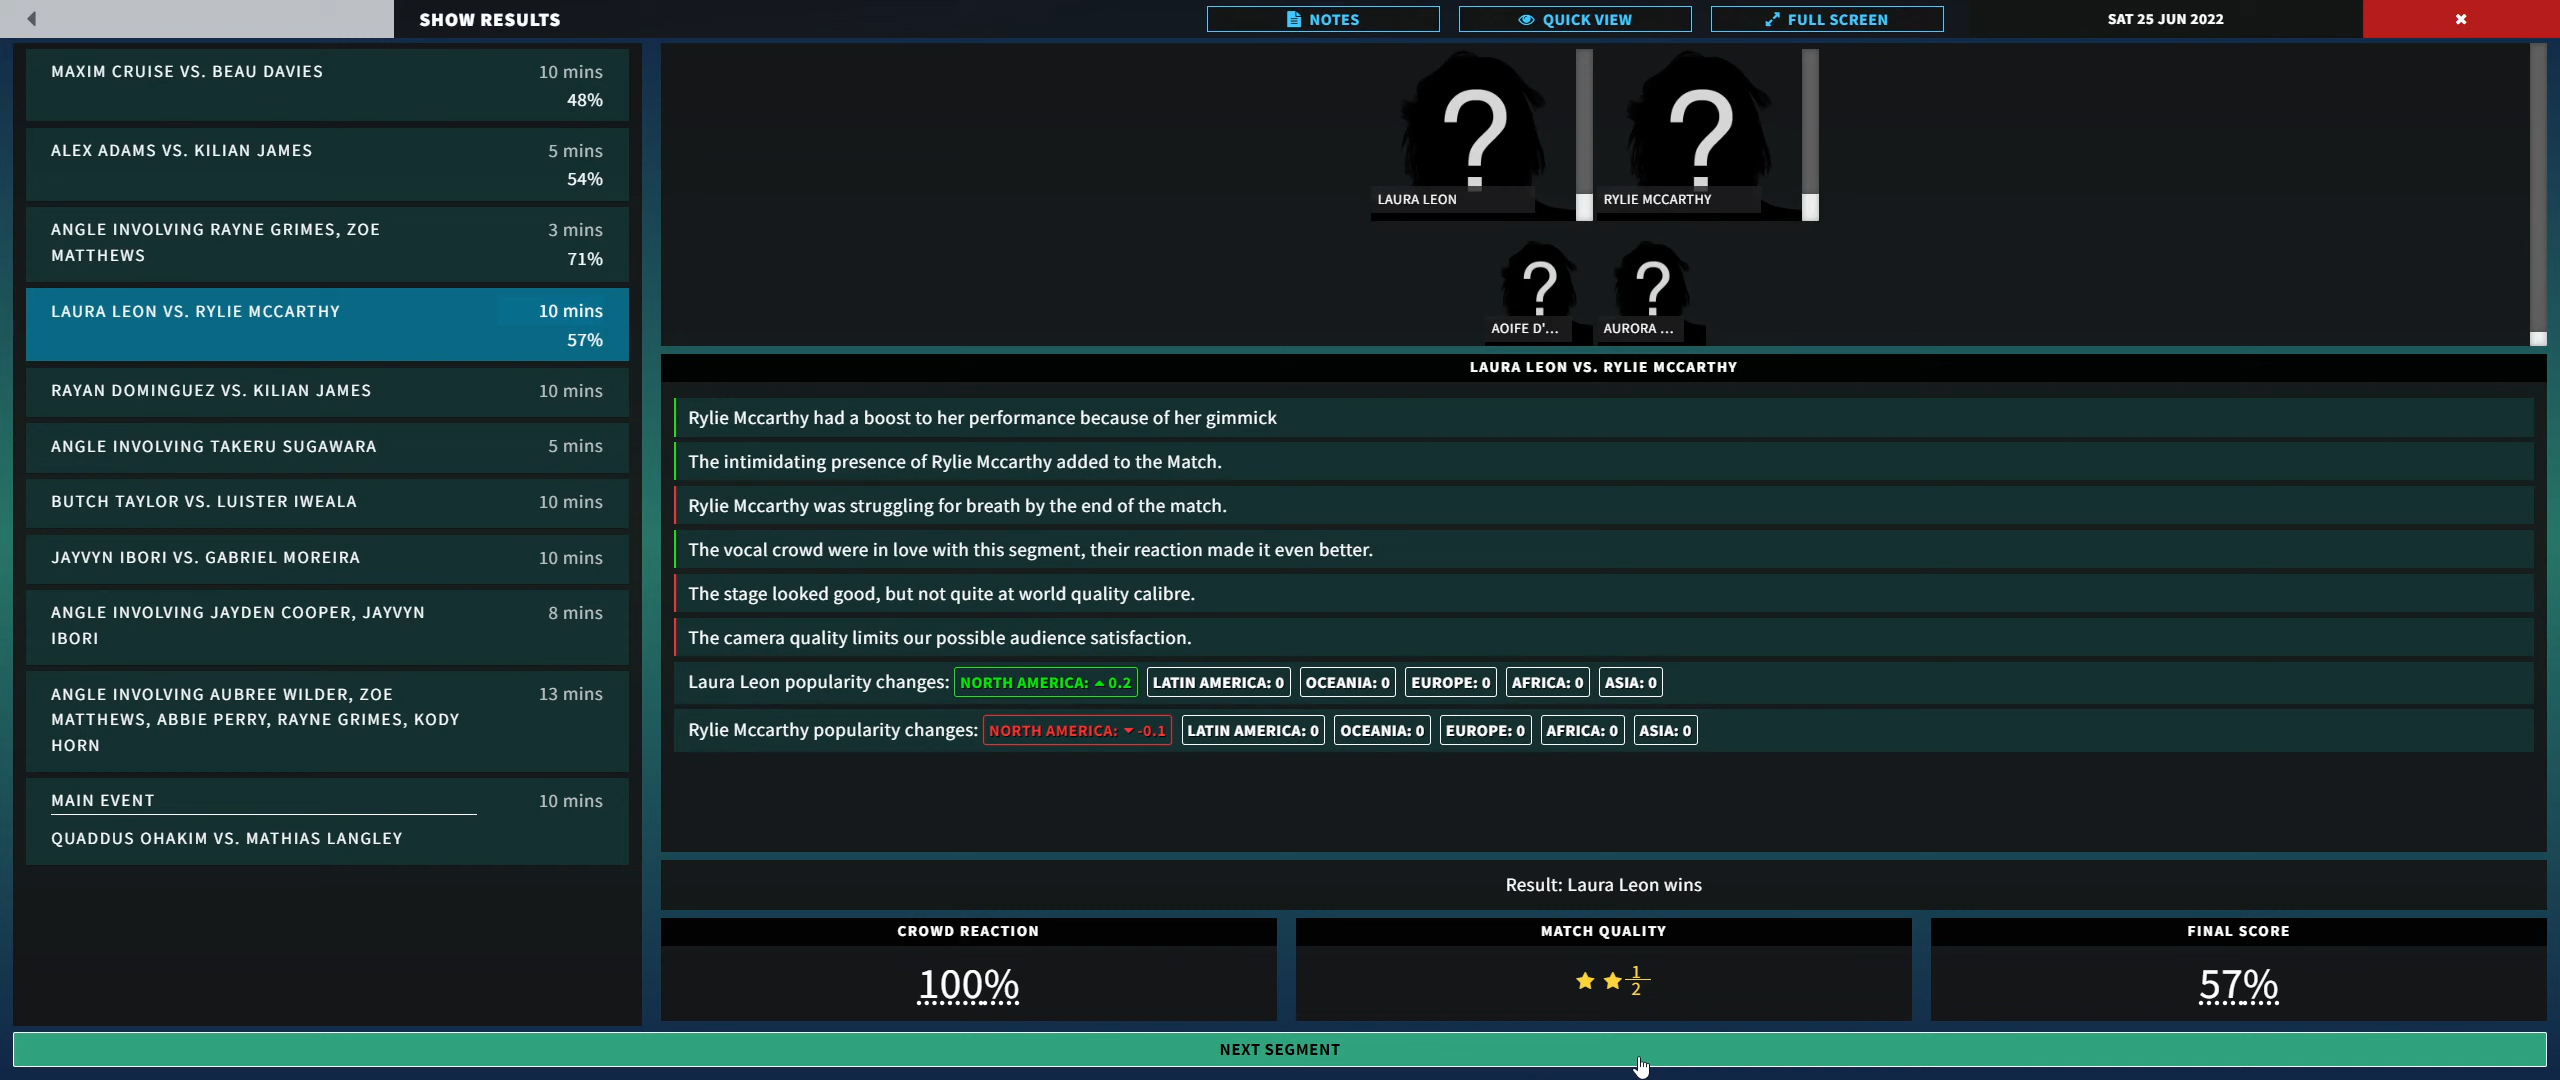 SHOW RESULTS
NOTES
QUICK VIEW
FULL SCREEN
SAT 25 JUN 2022
MAXIM CRUISE VS. BEAU DAVIES
10 mins
48%
ALEX ADAMS VS. KILIAN JAMES
5 mins
54%
ANGLE INVOLVING RAYNE GRIMES, ZOE
MATTHEWS
3 mins
71%
LAURA LEON VS. RYLIE MCCARTHY
10 mins
57%
RAYAN DOMINGUEZ VS. KILIAN JAMES
10 mins
ANGLE INVOLVING TAKERU SUGAWARA
5 mins
BUTCH TAYLOR VS. LUISTER IWEALA
10 mins
JAYVYN IBORI VS. GABRIEL MOREIRA
10 mins
ANGLE INVOLVING JAYDEN COOPER, JAYVYN
IBORI
8 mins
ANGLE INVOLVING AUBREE WILDER, ZOE
MATTHEWS, ABBIE PERRY, RAYNE GRIMES, KODY
HORN
13 mins
MAIN EVENT
10 mins
QUADDUS OHAKIM VS. MATHIAS LANGLEY
?
?
LAURA LEON
RYLIE MCCARTHY
?
?
AOIFE D'...
AURORA ...
LAURA LEON VS. RYLIE MCCARTHY
Rylie Mccarthy had a boost to her performance because of her gimmick
The intimidating presence of Rylie Mccarthy added to the Match.
Rylie Mccarthy was struggling for breath by the end of the match.
The vocal crowd were in love with this segment, their reaction made it even better.
The stage looked good, but not quite at world quality calibre.
The camera quality limits our possible audience satisfaction.
Laura Leon popularity changes: NORTH AMERICA: 0.2 LATIN AMERICA: 0 OCEANIA: 0 EUROPE: 0 AFRICA: 0 ASIA: 0
Rylie Mccarthy popularity changes: NORTH AMERICA: -0.1 LATIN AMERICA: 0 OCEANIA: 0 EUROPE: 0 AFRICA: 0 ASIA: 0
Result: Laura Leon wins
CROWD REACTION
100%
MATCH QUALITY
1/2
FINAL SCORE
57%
NEXT SEGMENT